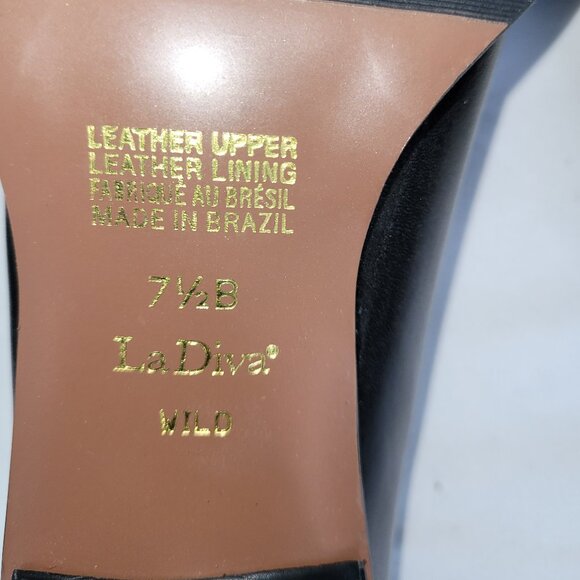 LEATHER UPPER
LEATHER LINING
FABRIQUÉ AU BRÉSIL
MADE IN BRAZIL
7½B
La Diva®
WILD